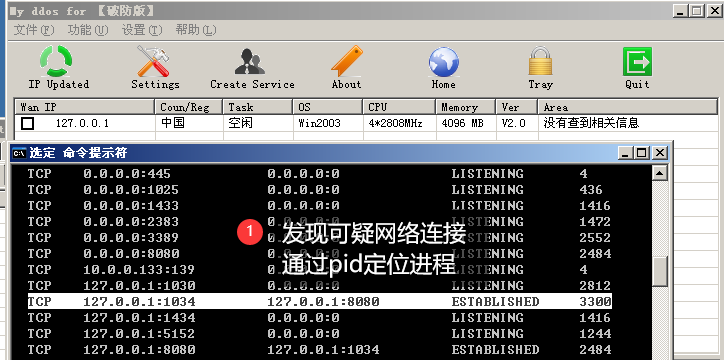 My ddos for 【破防版】
文件(F) 功能(U) 设置(T) 帮助(L)
IP Updated Settings Create Service About Home Tray Quit
Wan IP Coun/Reg Task OS CPU Memory Ver Area
127.0.0.1 中国 空闲 Win2003 4*2808MHz 4096 MB V2.0 没有查到相关信息
选定 命令提示符
TCP 0.0.0.0:445 0.0.0.0:0 LISTENING 4
TCP 0.0.0.0:1025 0.0.0.0:0 LISTENING 436
TCP 0.0.0.0:1433 0.0.0.0:0 LISTENING 1416
TCP 0.0.0.0:2383 0.0.0.0:0 LISTENING 1472
TCP 0.0.0.0:3389 0.0.0.0:0 LISTENING 2552
TCP 0.0.0.0:8080 0.0.0.0:0 LISTENING 2484
TCP 10.0.0.133:139 0.0.0.0:0 LISTENING 4
TCP 127.0.0.1:1030 0.0.0.0:0 LISTENING 2812
TCP 127.0.0.1:1034 127.0.0.1:8080 ESTABLISHED 3300
TCP 127.0.0.1:1434 0.0.0.0:0 LISTENING 1416
TCP 127.0.0.1:5152 0.0.0.0:0 LISTENING 1244
TCP 127.0.0.1:8080 127.0.0.1:1034 ESTABLISHED 2484
1 发现可疑网络连接
通过pid定位进程